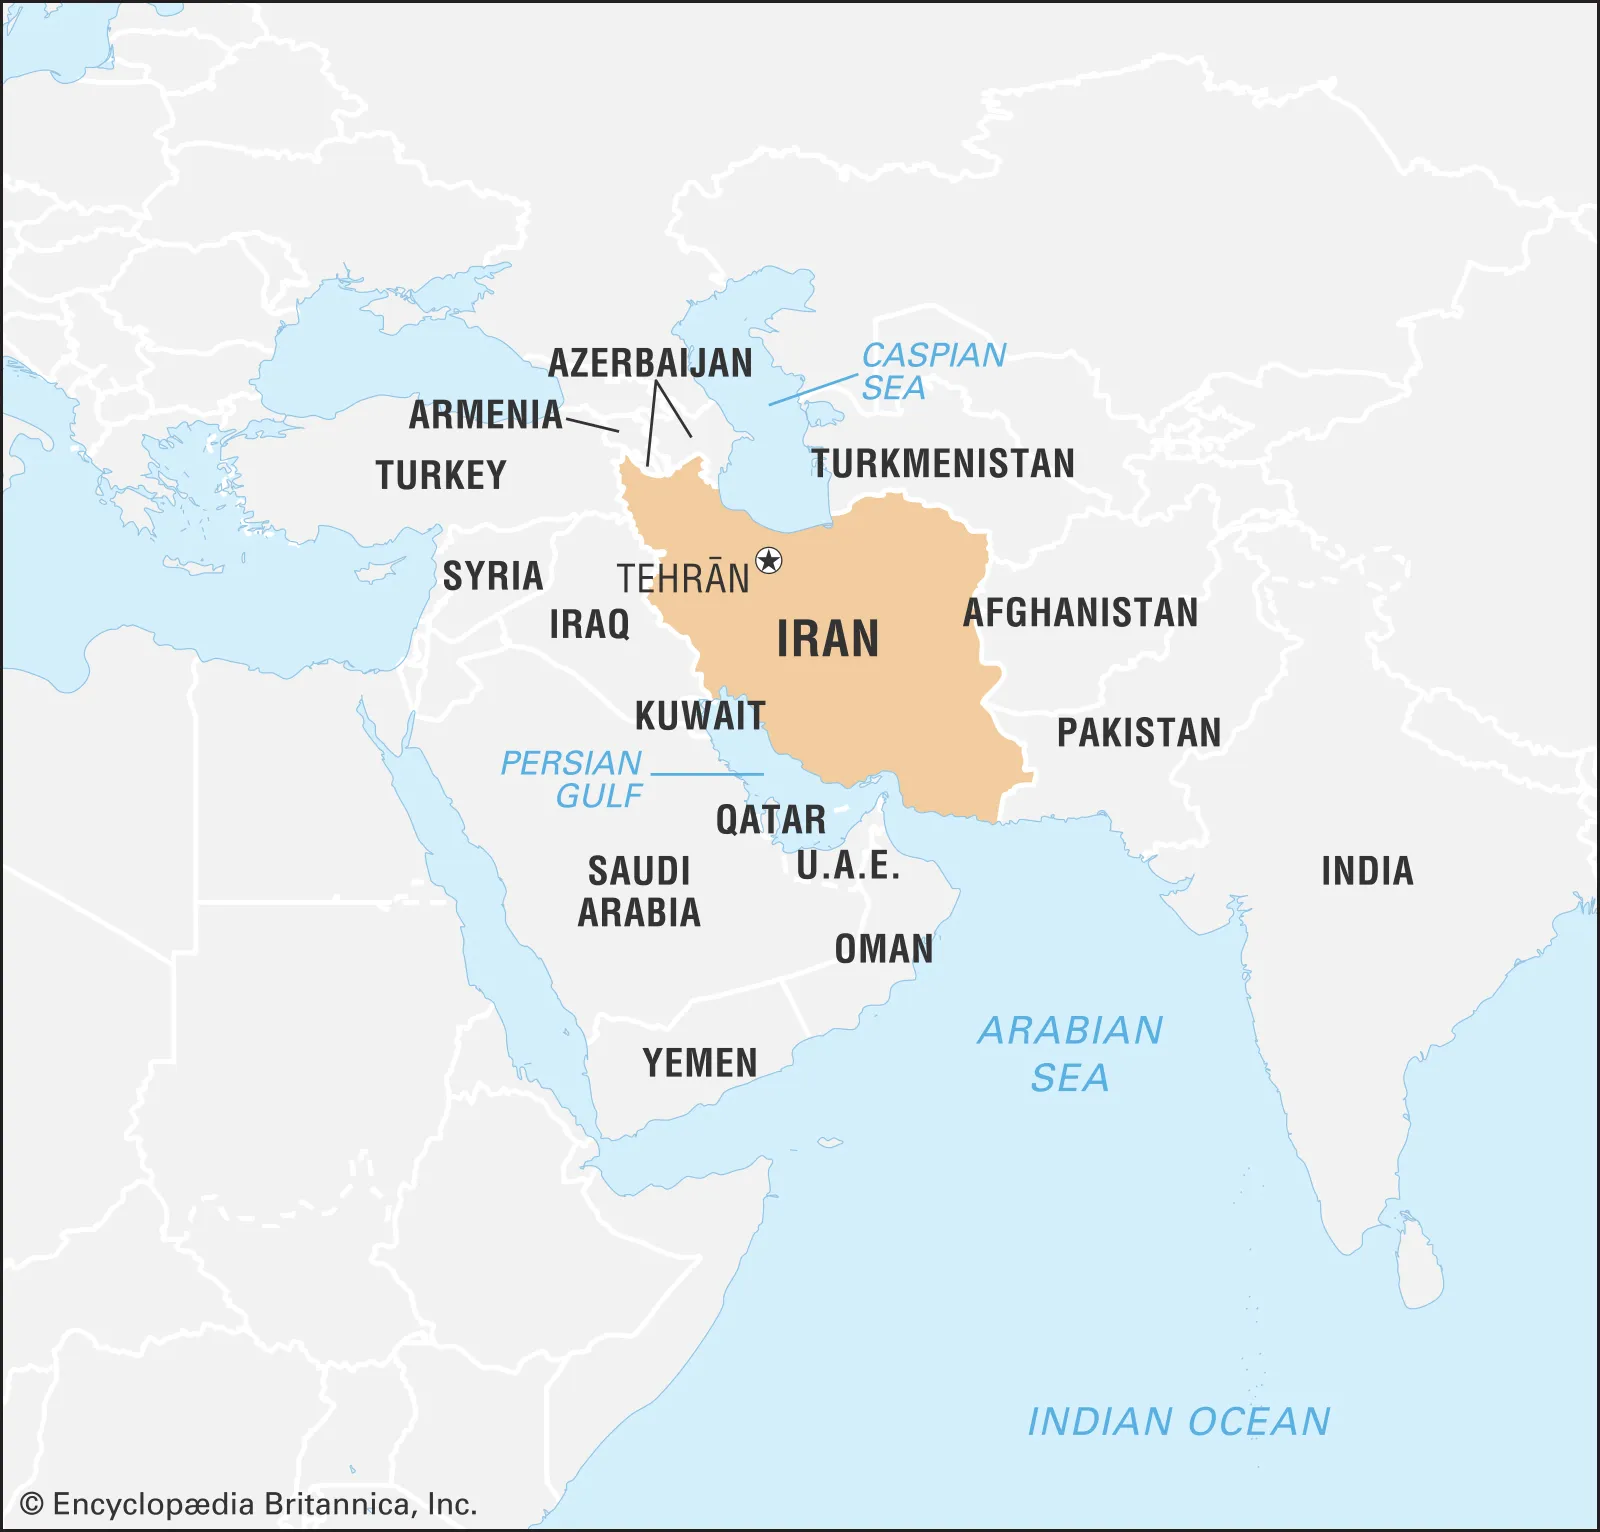 AZERBAIJAN
CASPIAN
SEA
ARMENIA
TURKEY
TURKMENISTAN
SYRIA
TEHRĀN
IRAQ
IRAN
AFGHANISTAN
KUWAIT
PAKISTAN
PERSIAN
GULF
QATAR
U.A.E.
SAUDI
ARABIA
INDIA
OMAN
ARABIAN
SEA
YEMEN
INDIAN OCEAN
© Encyclopædia Britannica, Inc.